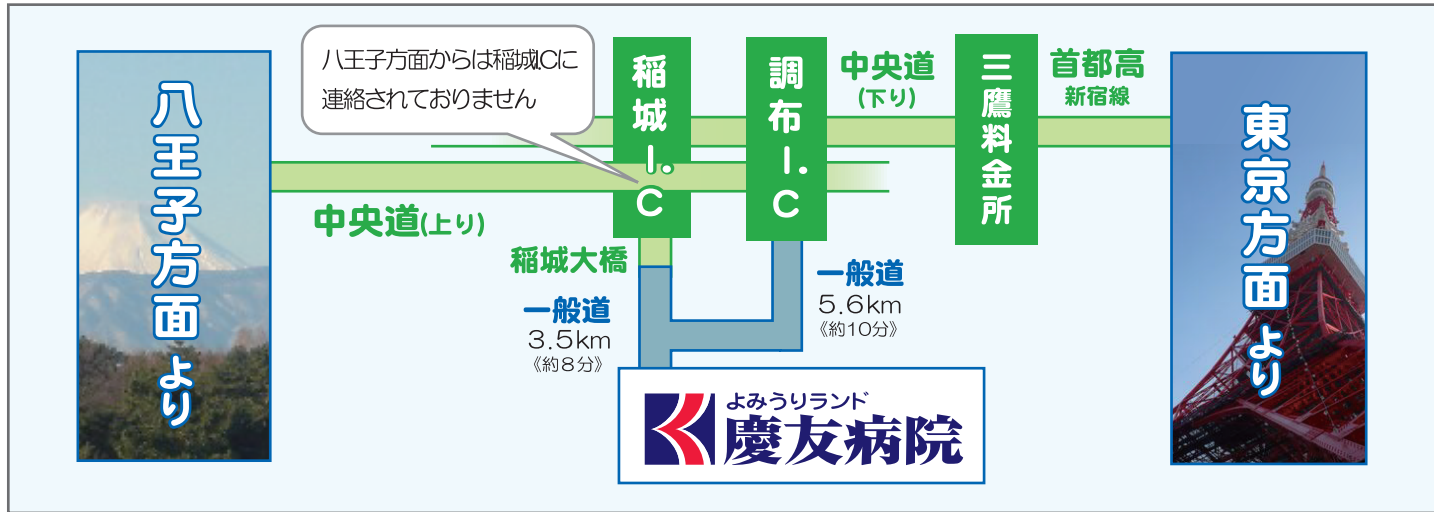 八王子方面より
八王子方面からは稲城I.Cに
連絡されておりません
稲城I.C
調布I.C
中央道
(下り)
三鷹料金所
首都高
新宿線
東京方面より
中央道(上り)
稲城大橋
一般道
3.5km
《約8分》
一般道
5.6km
《約10分》
よみうりランド
慶友病院